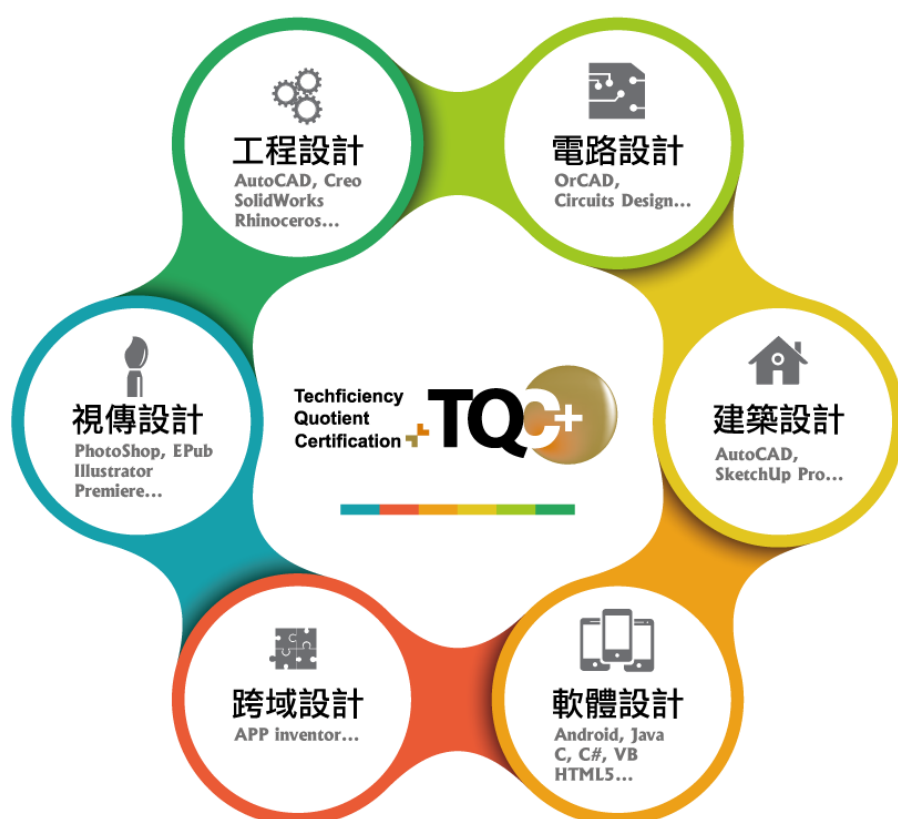 工程設計
AutoCAD, Creo
SolidWorks
Rhinoceros...
電路設計
OrCAD,
Circuits Design...
視傳設計
PhotoShop, EPub
Illustrator
Premiere...
Techficiency
Quotient
Certification
TQC+
建築設計
AutoCAD,
SketchUp Pro...
跨域設計
APP inventor...
軟體設計
Android, Java
C, C#, VB
HTML5...